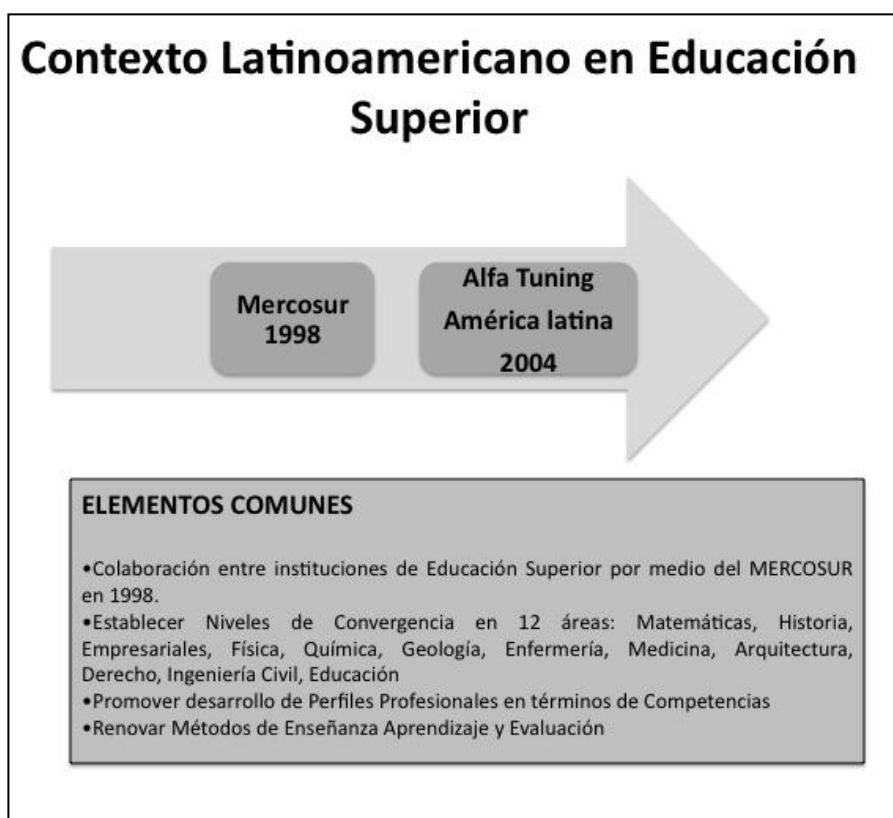 Contexto Latinoamericano en Educación
Superior
Mercosur
1998
Alfa Tuning
América latina
2004
ELEMENTOS COMUNES
•Colaboración entre instituciones de Educación Superior por medio del MERCOSUR
en 1998.
•Establecer Niveles de Convergencia en 12 áreas: Matemáticas, Historia,
Empresariales, Física, Química, Geología, Enfermería, Medicina, Arquitectura,
Derecho, Ingeniería Civil, Educación
•Promover desarrollo de Perfiles Profesionales en términos de Competencias
•Renovar Métodos de Enseñanza Aprendizaje y Evaluación